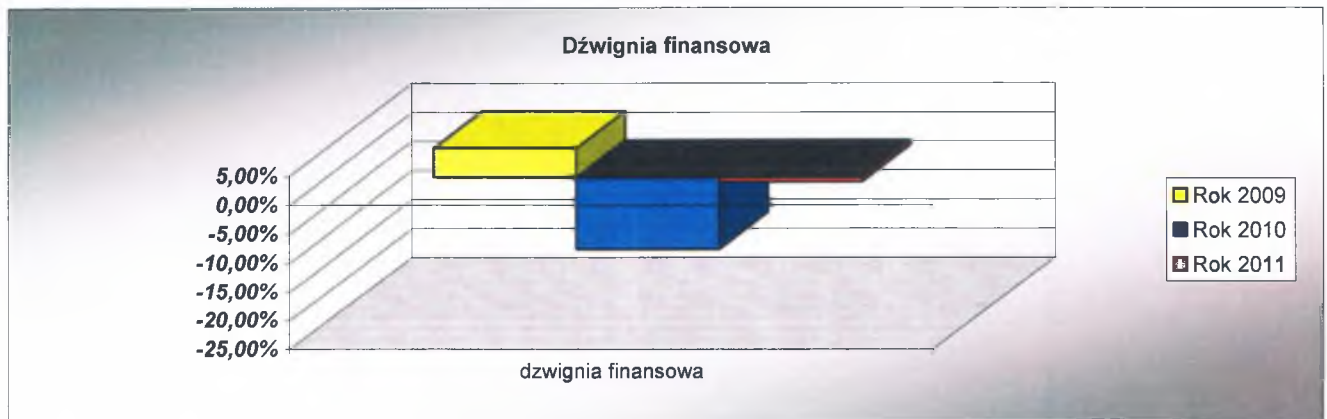 Dźwignia finansowa
5,00%
0,00%
-5,00%
-10,00%
-15,00%
-20,00%
-25,00%
dzwignia finansowa
Rok 2009
Rok 2010
Rok 2011